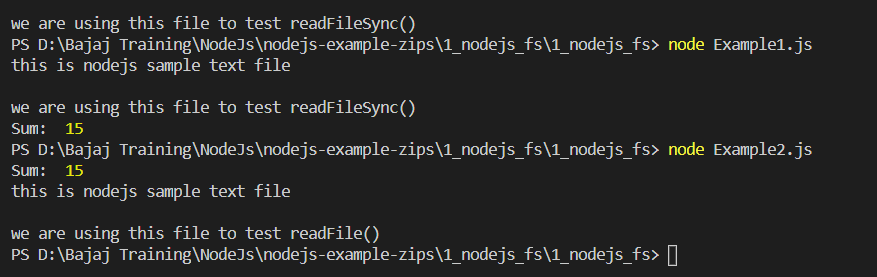 we are using this file to test readFileSync()
PS D:\Bajaj Training\NodeJs\nodejs-example-zips\1_nodejs_fs\1_nodejs_fs> node Example1.js
this is nodejs sample text file
we are using this file to test readFileSync()
Sum:  15
PS D:\Bajaj Training\NodeJs\nodejs-example-zips\1_nodejs_fs\1_nodejs_fs> node Example2.js
Sum:  15
this is nodejs sample text file
we are using this file to test readFile()
PS D:\Bajaj Training\NodeJs\nodejs-example-zips\1_nodejs_fs\1_nodejs_fs>